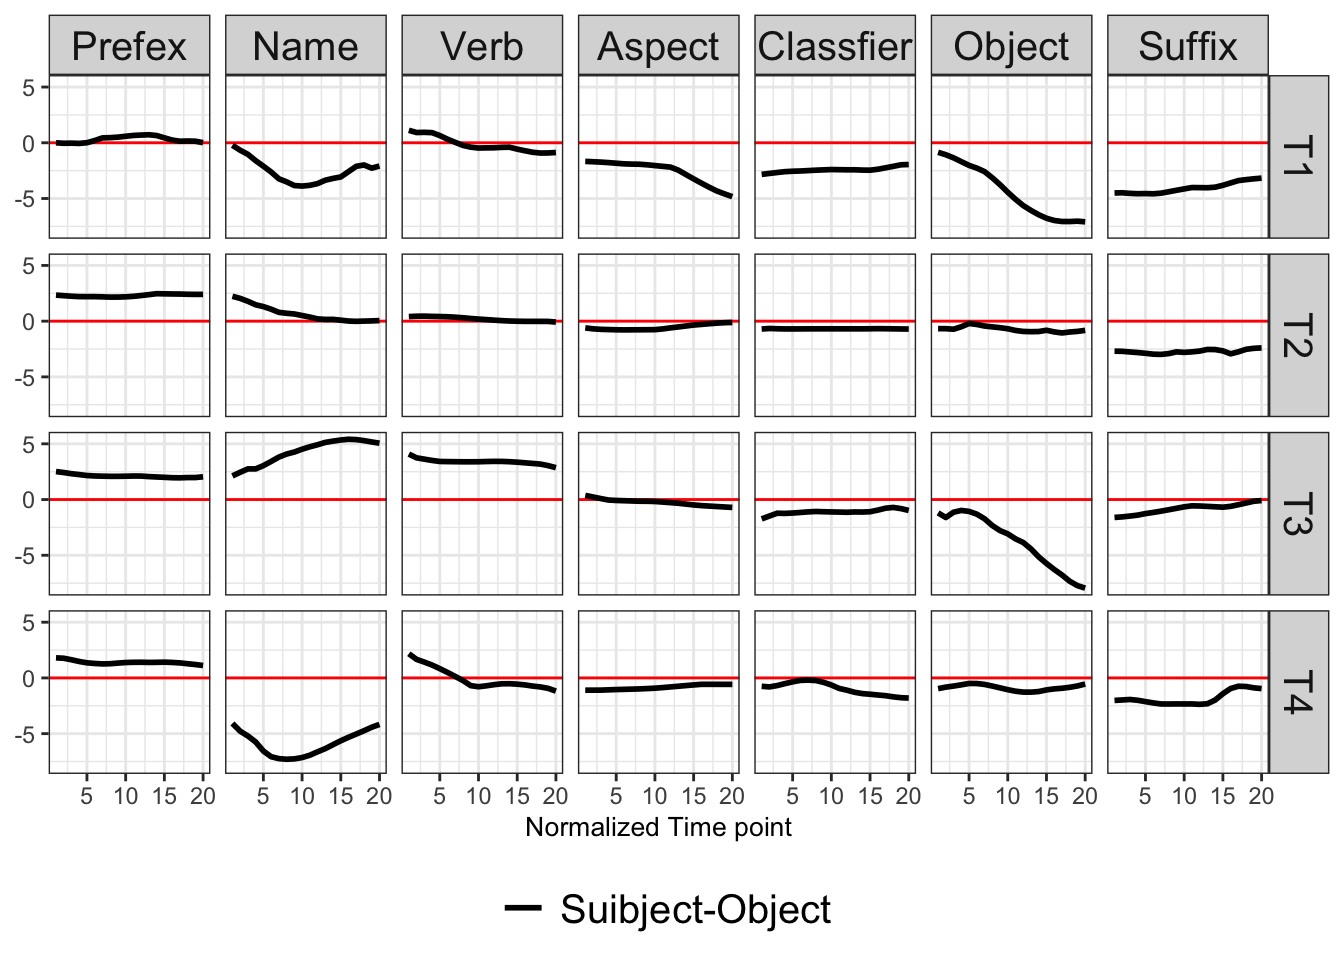 Prefex Name Verb Aspect Classfier Object Suffix
5
0
-5
T1
5
0
-5
T2
5
0
-5
T3
5
0
-5
T4
5 10 15 20 5 10 15 20 5 10 15 20 5 10 15 20 5 10 15 20 5 10 15 20 5 10 15 20
Normalized Time point
Suibject-Object